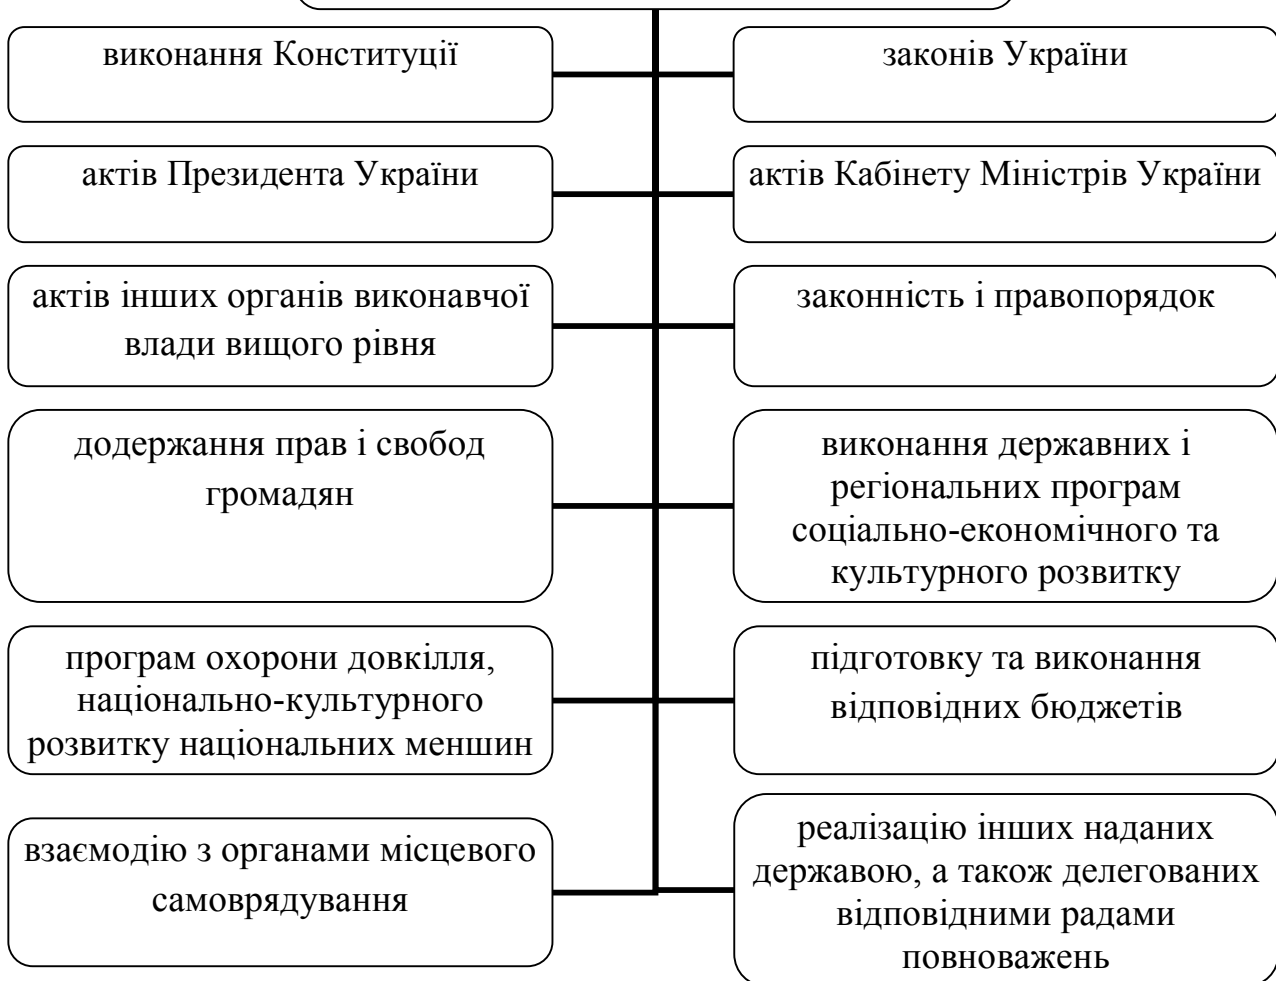 виконання Конституції
законів України
актів Президента України
актів Кабінету Міністрів України
актів інших органів виконавчої
влади вищого рівня
законність і правопорядок
додержання прав і свобод
громадян
виконання державних і
регіональних програм
соціально-економічного та
культурного розвитку
програм охорони довкілля,
національно-культурного
розвитку національних меншин
підготовку та виконання
відповідних бюджетів
взаємодію з органами місцевого
самоврядування
реалізацію інших наданих
державою, а також делегованих
відповідними радами
повноважень